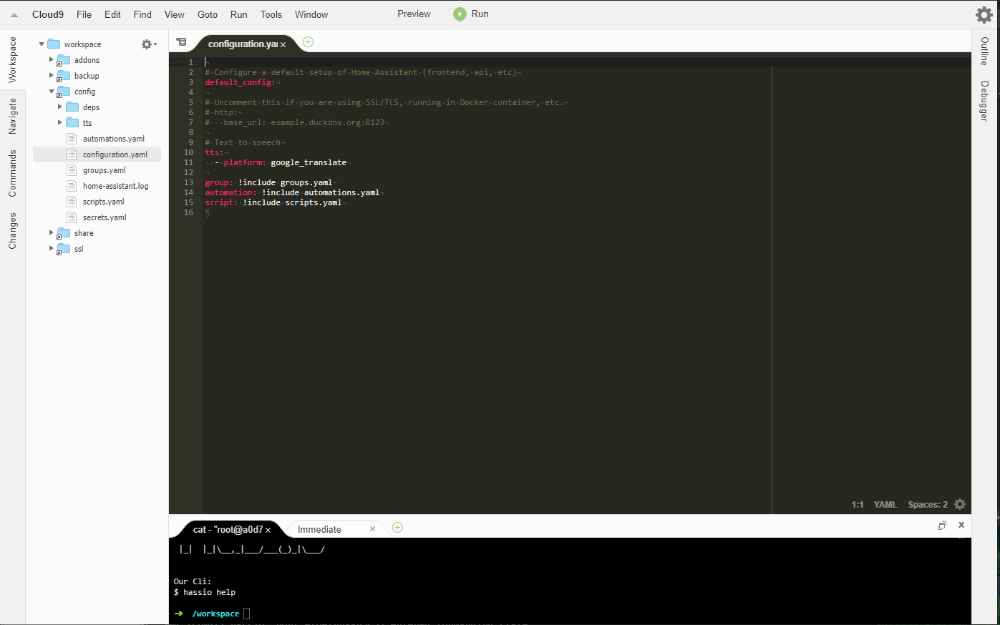 Cloud9 File Edit Find View Goto Run Tools Window Preview Run
Workspace
Navigate
Commands
Changes
workspace
addons
backup
config
deps
tts
automations.yaml
configuration.yaml
groups.yaml
home-assistant.log
scripts.yaml
secrets.yaml
share
ssl
configuration.yaml
1
2 # Configure a default setup of Home Assistant (frontend, api, etc)
3 default_config:
4
5 # Uncomment this if you are using SSL/TLS, running in Docker container, etc.
6 # http:
7 #   base_url: example.duckdns.org:8123
8
9 # Text to speech
10 tts:
11   - platform: google_translate
12
13 group: !include groups.yaml
14 automation: !include automations.yaml
15 script: !include scripts.yaml
16
1:1 YAML Spaces: 2
Outline
Debugger
cat - "root@a0d7
Immediate
|_|  |_|\__,_|___/___(_)_|\___/
Our Cli:
$ hassio help
➜ /workspace